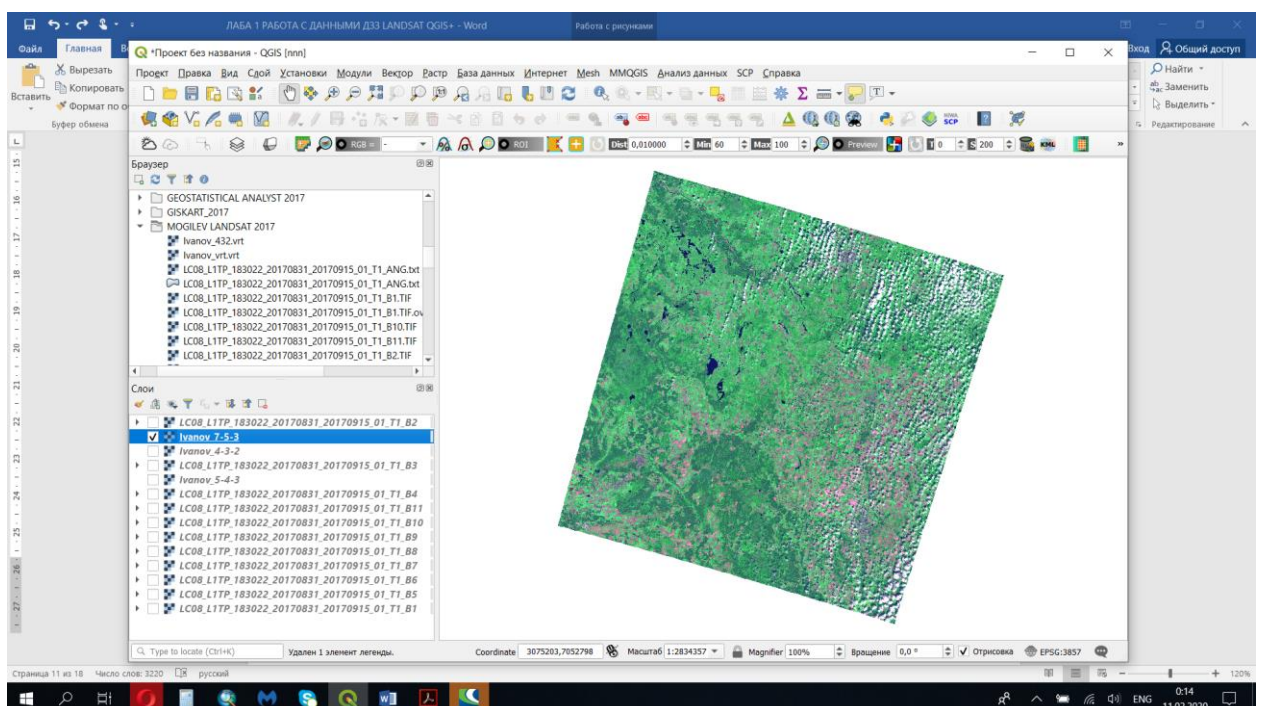 ЛАБА 1 РАБОТА С ДАННЫМИ ДЗЗ LANDSAT QGIS+ - Word
Работа с рисунками
Файл Главная
Вход Общий доступ
Вставить
Вырезать
Копировать
Формат по
Буфер обмена
Найти
Заменить
Выделить
Редактирование
*Проект без названия - QGIS [nnn]
Проект Правка Вид Слой Установки Модули Вектор Растр База данных Интернет Mesh MMQGIS Анализ данных SCP Справка
RGB = - ROI Dist 0,010000 Min 60 Max 100 Preview T 0 S 200
Браузер
GEOSTATISTICAL ANALYST 2017
GISKART_2017
MOGILEV LANDSAT 2017
Ivanov_432.vrt
Ivanov_vrt.vrt
LC08_L1TP_183022_20170831_20170915_01_T1_ANG.txt
LC08_L1TP_183022_20170831_20170915_01_T1_ANG.txt
LC08_L1TP_183022_20170831_20170915_01_T1_B1.TIF
LC08_L1TP_183022_20170831_20170915_01_T1_B1.TIF.ov
LC08_L1TP_183022_20170831_20170915_01_T1_B10.TIF
LC08_L1TP_183022_20170831_20170915_01_T1_B11.TIF
LC08_L1TP_183022_20170831_20170915_01_T1_B2.TIF
Слои
LC08_L1TP_183022_20170831_20170915_01_T1_B2
Ivanov_7-5-3
Ivanov_4-3-2
LC08_L1TP_183022_20170831_20170915_01_T1_B3
Ivanov_5-4-3
LC08_L1TP_183022_20170831_20170915_01_T1_B4
LC08_L1TP_183022_20170831_20170915_01_T1_B11
LC08_L1TP_183022_20170831_20170915_01_T1_B10
LC08_L1TP_183022_20170831_20170915_01_T1_B9
LC08_L1TP_183022_20170831_20170915_01_T1_B8
LC08_L1TP_183022_20170831_20170915_01_T1_B7
LC08_L1TP_183022_20170831_20170915_01_T1_B6
LC08_L1TP_183022_20170831_20170915_01_T1_B5
LC08_L1TP_183022_20170831_20170915_01_T1_B1
Type to locate (Ctrl+K) Удален 1 элемент легенды. Coordinate 3075203,7052798 Масштаб 1:2834357 Magnifier 100% Вращение 0,0 ° Отрисовка EPSG:3857
Страница 11 из 18 Число слов: 3220 русский 120%
ENG 0:14